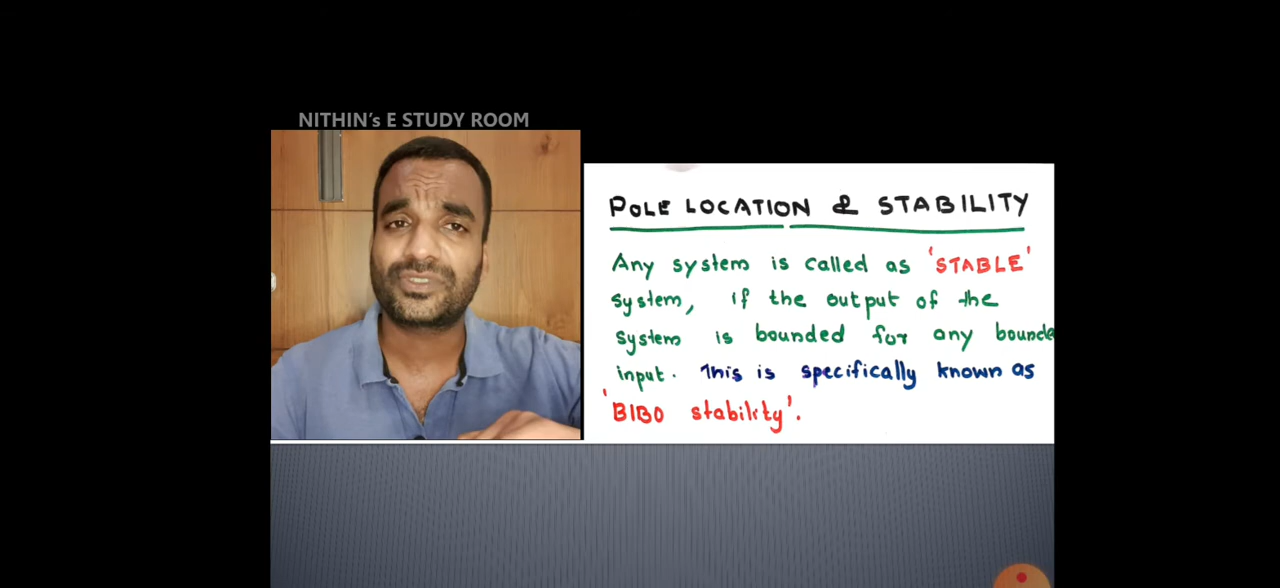 NITHIN's E STUDY ROOM
POLE LOCATION & STABILITY
Any system is called as 'STABLE'
system, if the output of the
system is bounded for any bounde
input. This is specifically known as
'BIBO stability'.